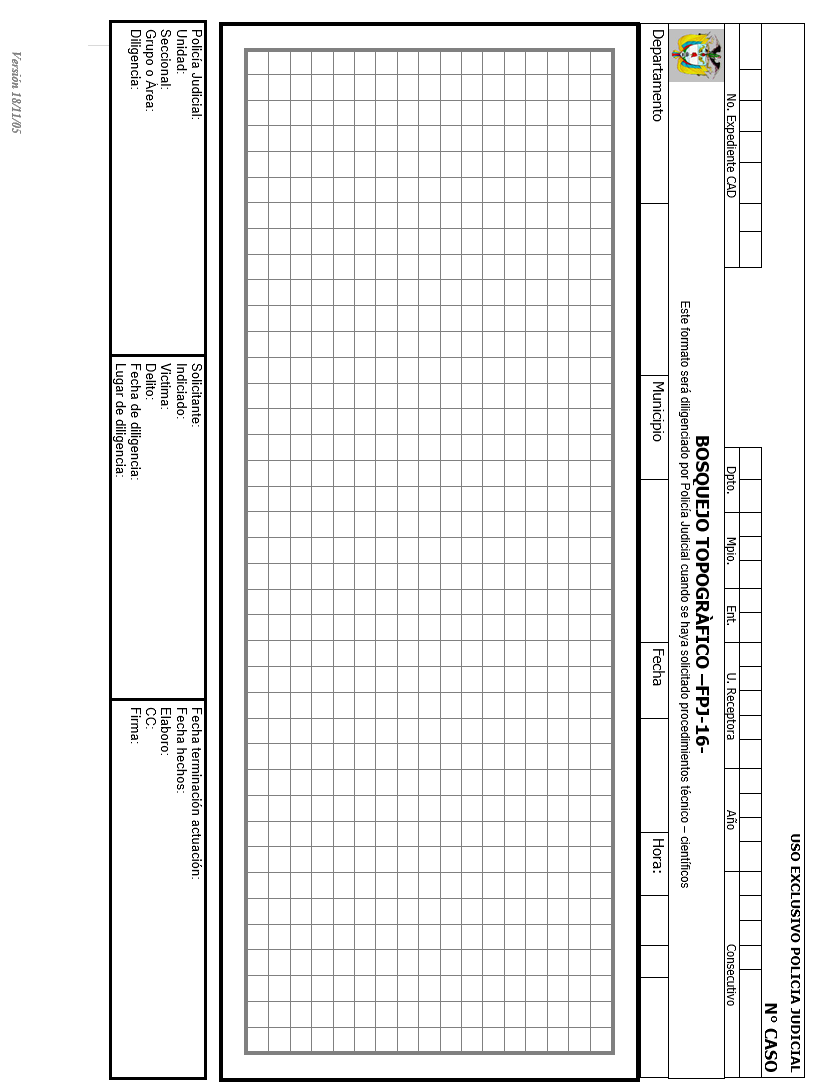 USO EXCLUSIVO POLICIA JUDICIAL
N° CASO
No. Expediente CAD
Dpto.
Mpio.
Ent.
U. Receptora
Año
Consecutivo
BOSQUEJO TOPOGRÀFICO –FPJ-16-
Este formato será diligenciado por Policía Judicial cuando se haya solicitado procedimientos técnico – científicos
Departamento
Municipio
Fecha
Hora:
Policía Judicial:
Unidad:
Seccional:
Grupo o Àrea:
Diligencia:
Solicitante:
Indiciado:
Victima:
Delito:
Fecha de diligencia:
Lugar de diligencia:
Fecha terminación actuación:
Fecha hechos:
Elaboro:
CC:
Firma:
Versión 18/11/05